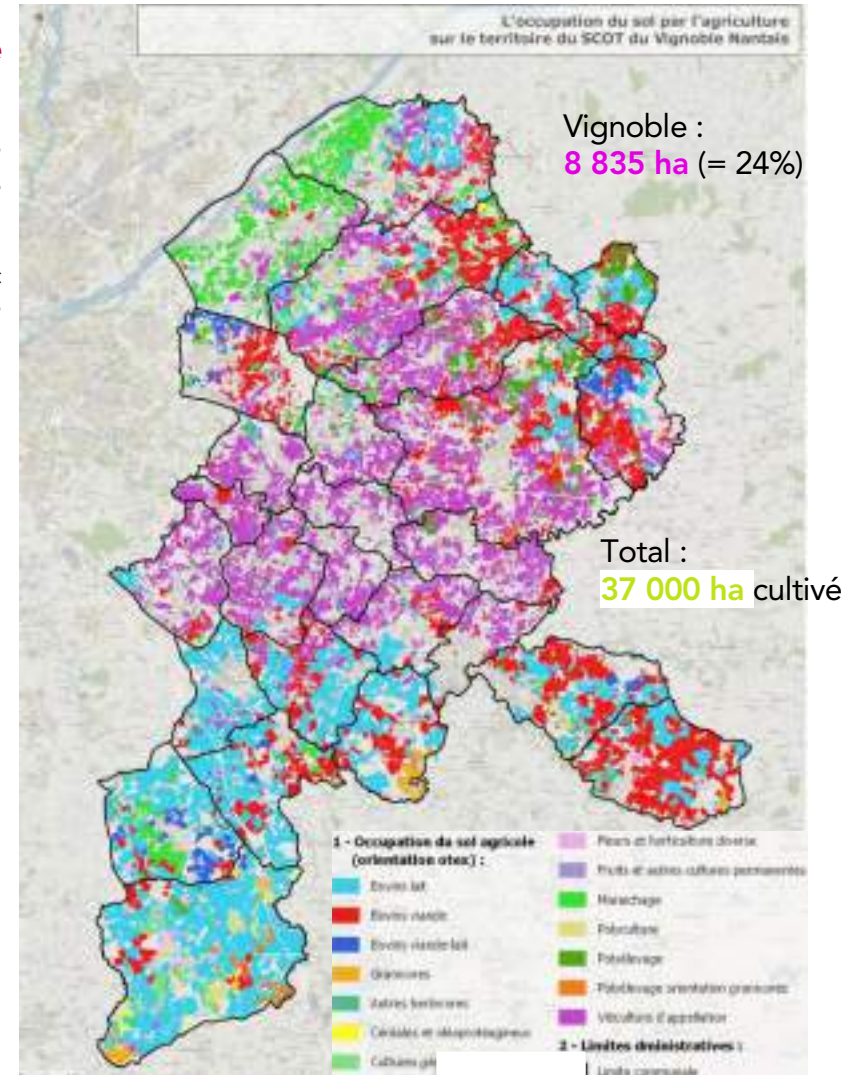 L'occupation du sol par l'agriculture
sur le territoire du SCOT du Vignoble Nantais
Vignoble :
8 835 ha (= 24%)
Total :
37 000 ha cultivé
1 - Occupation du sol agricole
(orientation otex) :
Bovins lait
Bovins viande
Bovins viande-lait
Granivores
Autres herbivores
Céréales et oléoprotéagineux
Cultures
Fleurs et horticulture diverse
Fruits et autres cultures permanentes
Maraichage
Polyculture
Polyélevage
Polyélevage orientation granivores
Viticulture d'appellation
2 - Limites dministratives :
Limite communale